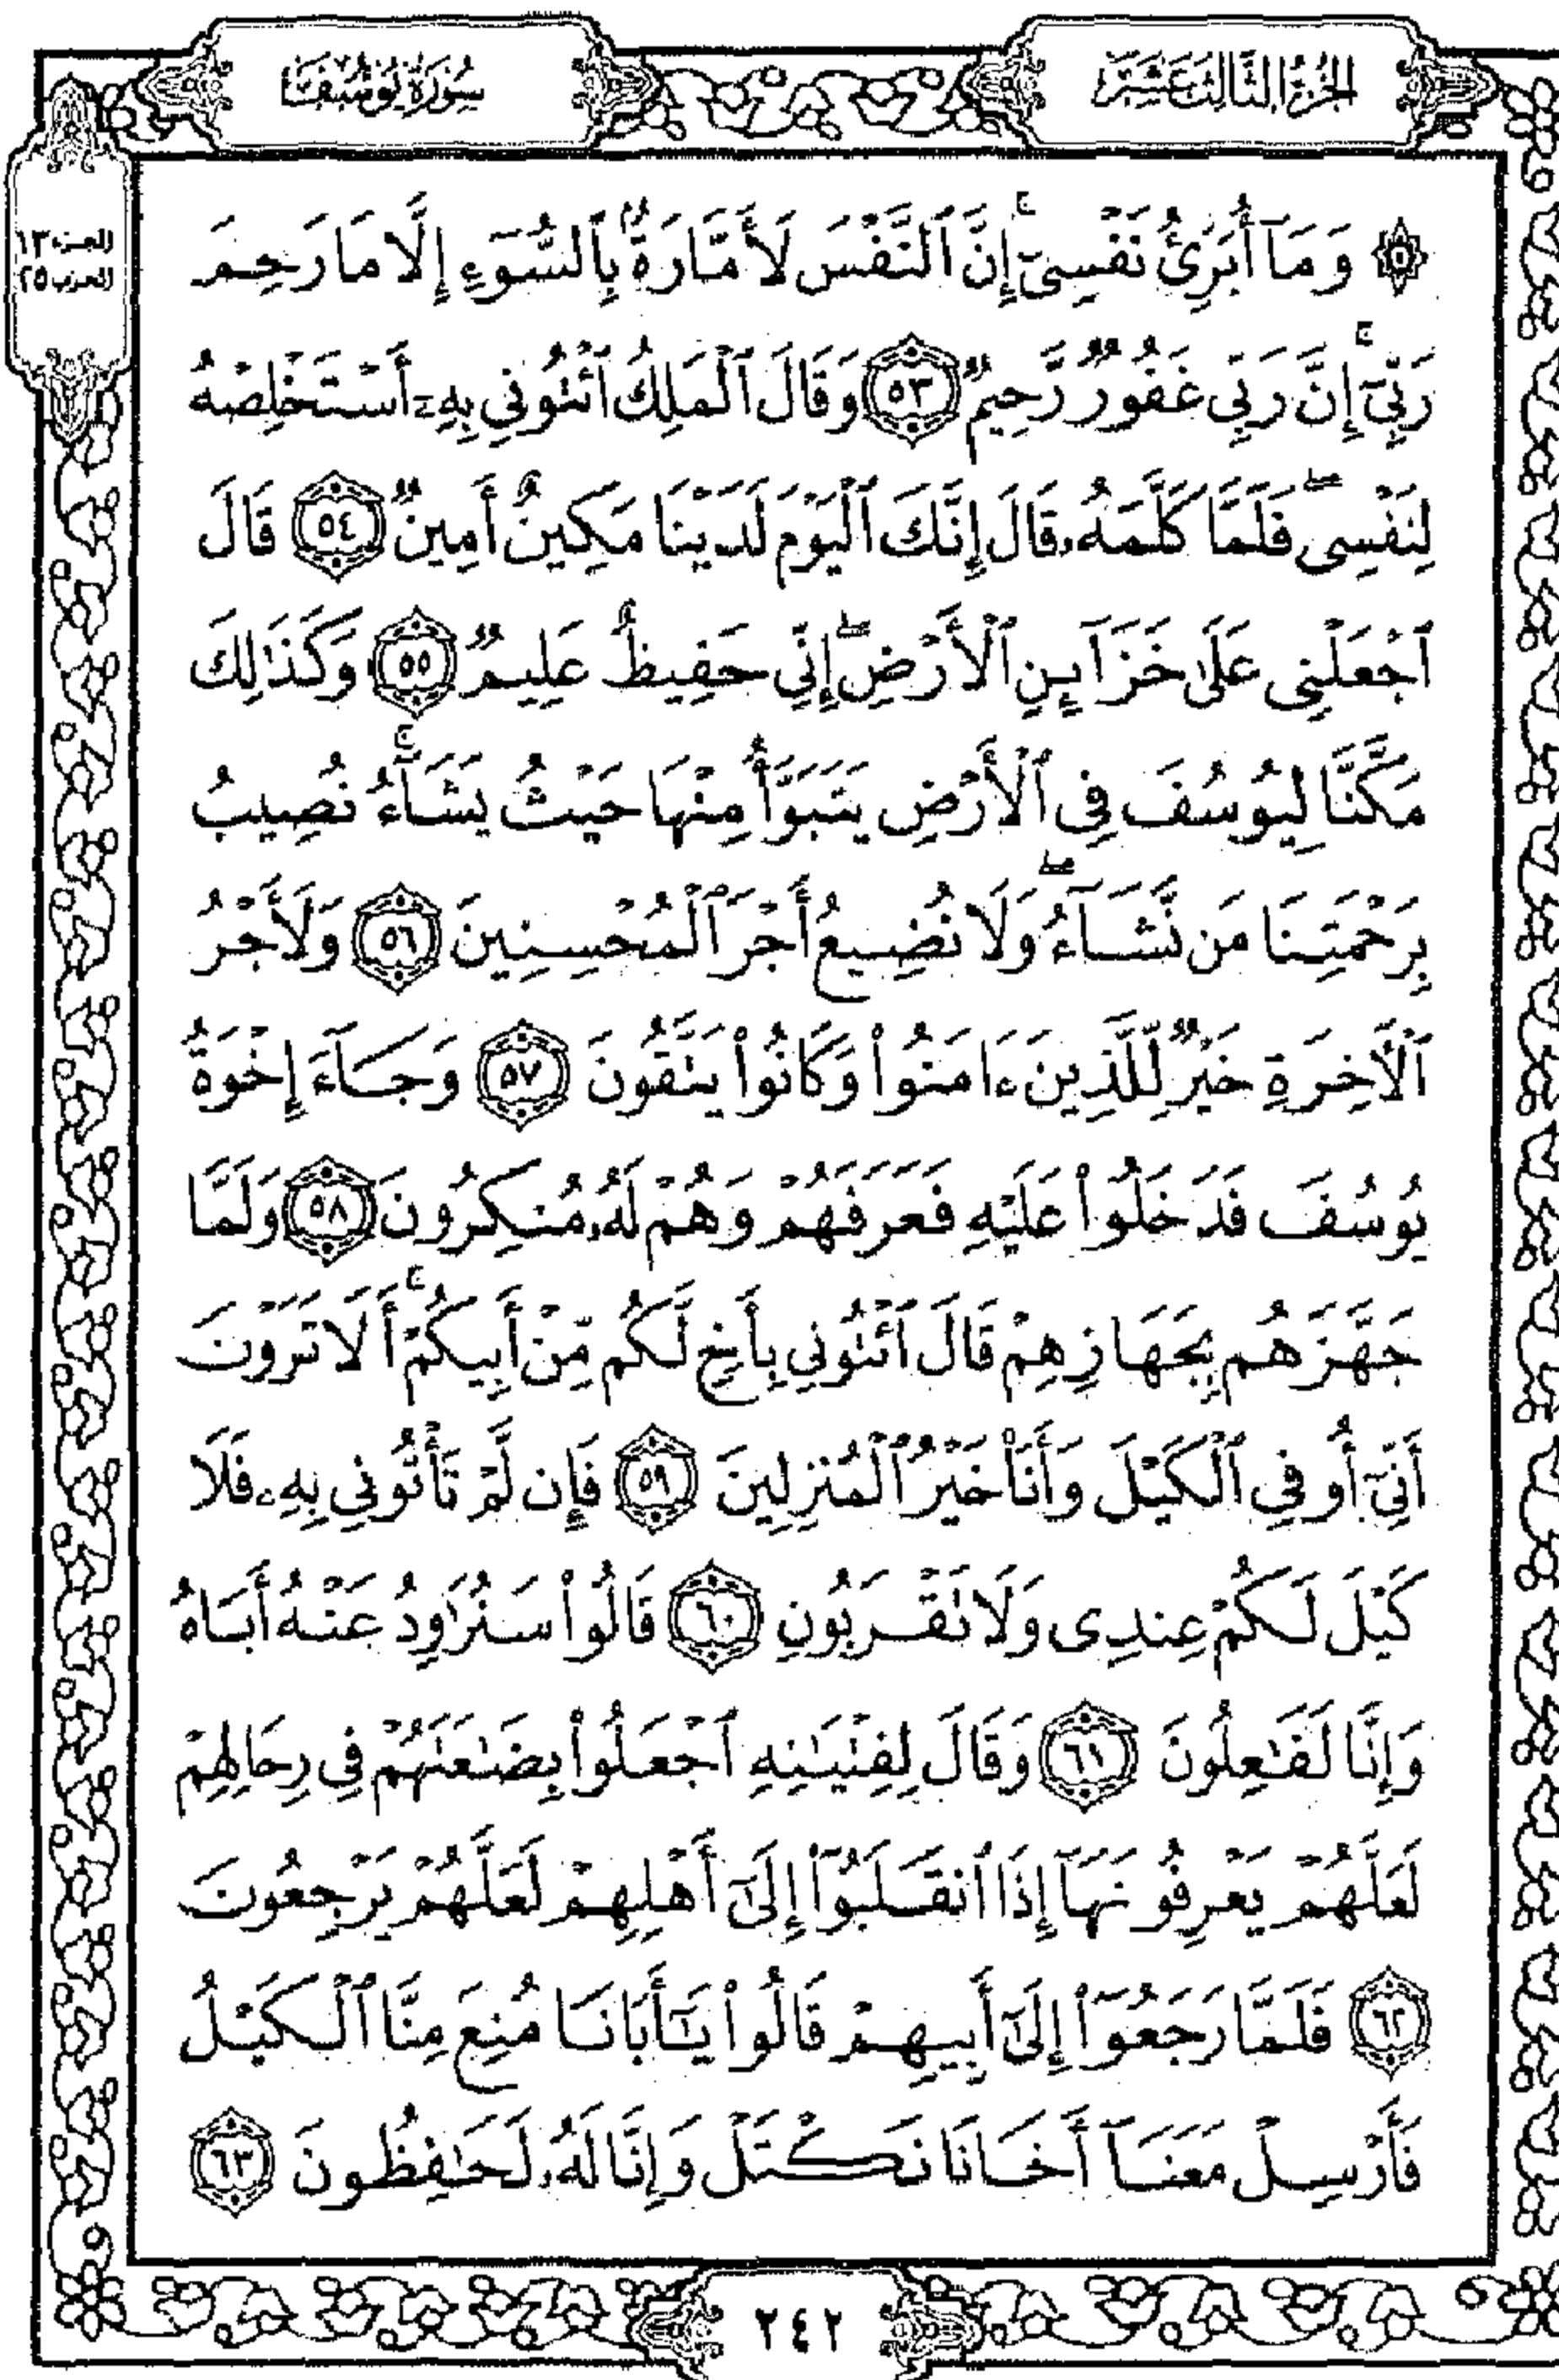 الجزء الثالث عشر
سورة يوسف
الجزء ١٣
الحزب ٢٥
۞ وَمَآ أُبَرِّئُ نَفْسِىٓ ۚ إِنَّ ٱلنَّفْسَ لَأَمَّارَةٌۢ بِٱلسُّوٓءِ إِلَّا مَا رَحِمَ
رَبِّىٓ ۚ إِنَّ رَبِّى غَفُورٌ رَّحِيمٌ ٥٣ وَقَالَ ٱلْمَلِكُ ٱئْتُونِى بِهِۦٓ أَسْتَخْلِصْهُ
لِنَفْسِى ۖ فَلَمَّا كَلَّمَهُۥ قَالَ إِنَّكَ ٱلْيَوْمَ لَدَيْنَا مَكِينٌ أَمِينٌ ٥٤ قَالَ
ٱجْعَلْنِى عَلَىٰ خَزَآئِنِ ٱلْأَرْضِ ۖ إِنِّى حَفِيظٌ عَلِيمٌ ٥٥ وَكَذَٰلِكَ
مَكَّنَّا لِيُوسُفَ فِى ٱلْأَرْضِ يَتَبَوَّأُ مِنْهَا حَيْثُ يَشَآءُ ۚ نُصِيبُ
بِرَحْمَتِنَا مَن نَّشَآءُ ۖ وَلَا نُضِيعُ أَجْرَ ٱلْمُحْسِنِينَ ٥٦ وَلَأَجْرُ
ٱلْأَخِرَةِ خَيْرٌ لِّلَّذِينَ ءَامَنُوا۟ وَكَانُوا۟ يَتَّقُونَ ٥٧ وَجَآءَ إِخْوَةُ
يُوسُفَ فَدَخَلُوا۟ عَلَيْهِ فَعَرَفَهُمْ وَهُمْ لَهُۥ مُنكِرُونَ ٥٨ وَلَمَّا
جَهَّزَهُم بِجَهَازِهِمْ قَالَ ٱئْتُونِى بِأَخٍ لَّكُم مِّنْ أَبِيكُمْ ۚ أَلَا تَرَوْنَ
أَنِّىٓ أُوفِى ٱلْكَيْلَ وَأَنَا۠ خَيْرُ ٱلْمُنزِلِينَ ٥٩ فَإِن لَّمْ تَأْتُونِى بِهِۦ فَلَا
كَيْلَ لَكُمْ عِندِى وَلَا تَقْرَبُونِ ٦٠ قَالُوا۟ سَنُرَٰوِدُ عَنْهُ أَبَاهُ
وَإِنَّا لَفَٰعِلُونَ ٦١ وَقَالَ لِفِتْيَٰنِهِ ٱجْعَلُوا۟ بِضَٰعَتَهُمْ فِى رِحَالِهِمْ
لَعَلَّهُمْ يَعْرِفُونَهَآ إِذَا ٱنقَلَبُوٓا۟ إِلَىٰٓ أَهْلِهِمْ لَعَلَّهُمْ يَرْجِعُونَ
٦٢ فَلَمَّا رَجَعُوٓا۟ إِلَىٰٓ أَبِيهِمْ قَالُوا۟ يَٰٓأَبَانَا مُنِعَ مِنَّا ٱلْكَيْلُ
فَأَرْسِلْ مَعَنَآ أَخَانَا نَكْتَلْ وَإِنَّا لَهُۥ لَحَٰفِظُونَ ٦٣
٢٤٢